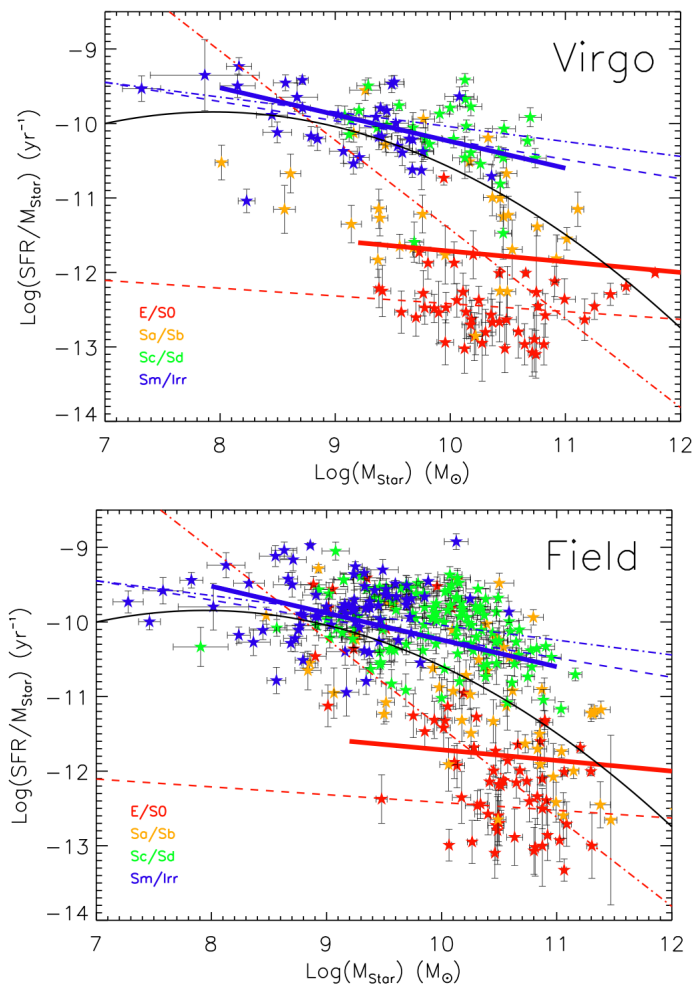 Virgo
−9
−10
−11
−12
−13
−14
Log(SFR/M_Star) (yr⁻¹)
E/S0
Sa/Sb
Sc/Sd
Sm/Irr
7 8 9 10 11 12
Log(M_Star) (M_⊙)
Field
−9
−10
−11
−12
−13
−14
Log(SFR/M_Star) (yr⁻¹)
E/S0
Sa/Sb
Sc/Sd
Sm/Irr
7 8 9 10 11 12
Log(M_Star) (M_⊙)